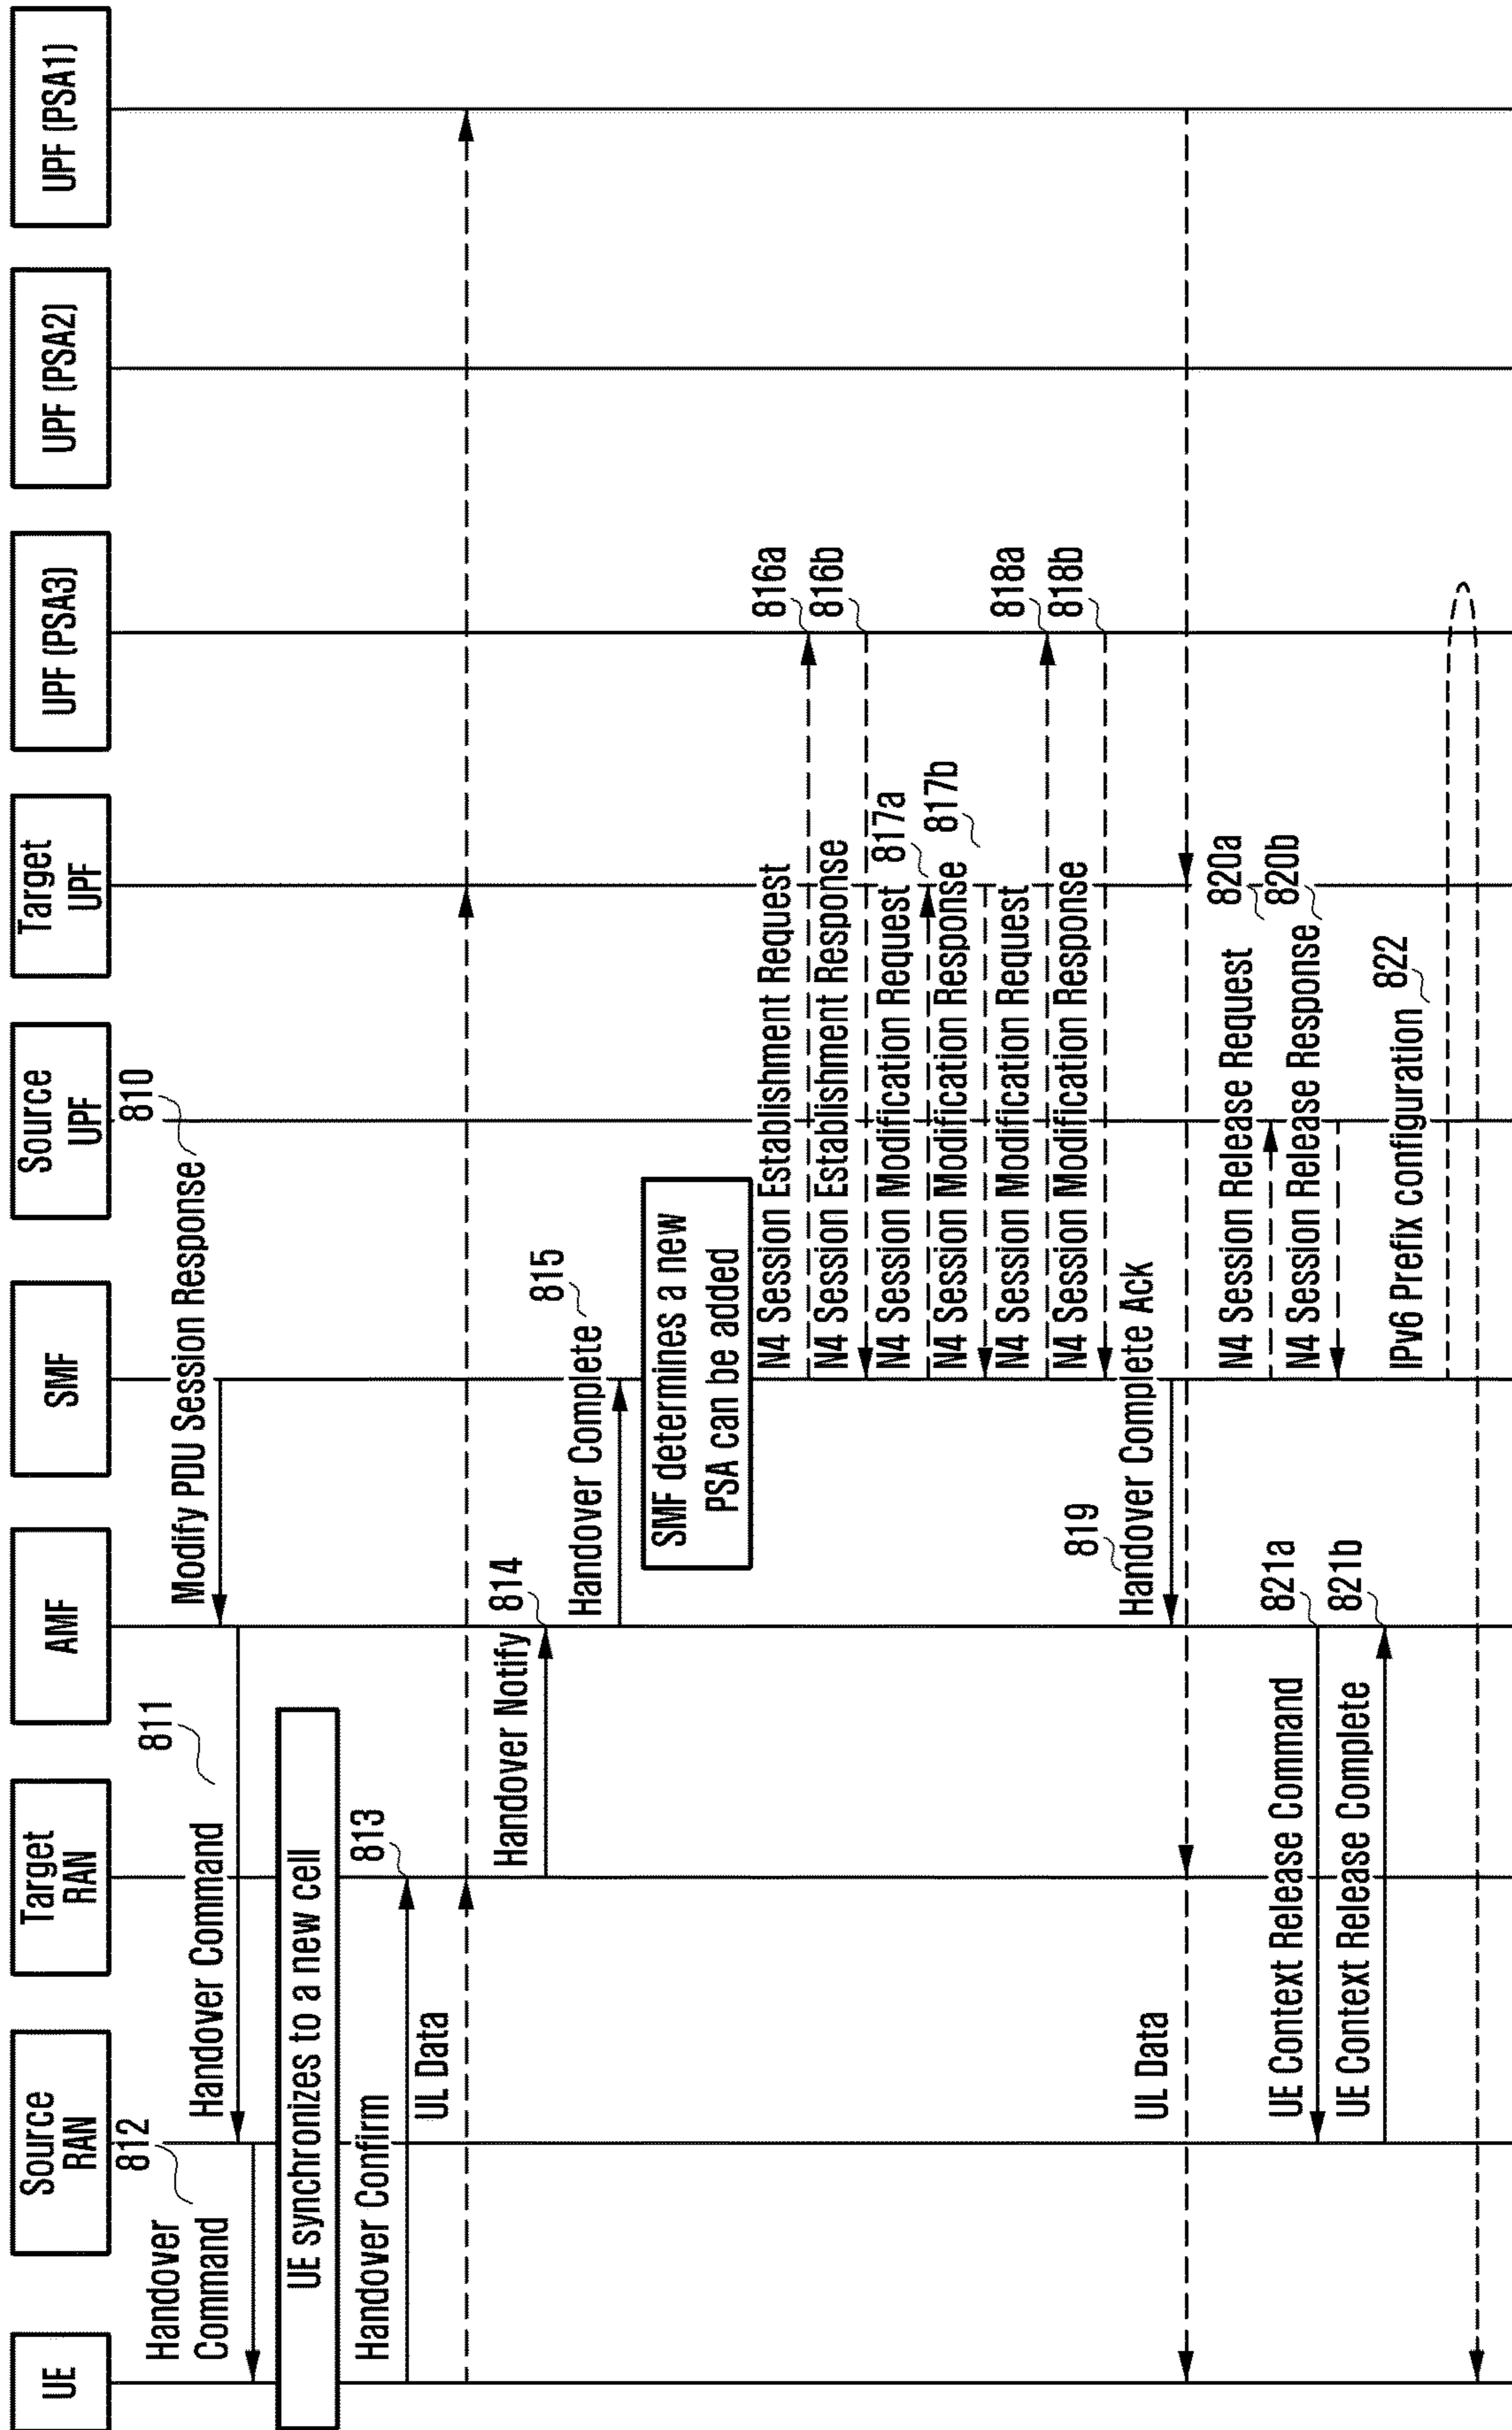 UE
Source
RAN
Target
RAN
AMF
SMF
Source
UPF
Target
UPF
UPF (PSA3)
UPF (PSA2)
UPF (PSA1)
Modify PDU Session Response
810
Handover Command
811
Handover
Command
812
UE synchronizes to a new cell
Handover Confirm
813
UL Data
Handover Notify
814
Handover Complete
815
SMF determines a new
PSA can be added
N4 Session Establishment Request
816a
N4 Session Establishment Response
816b
N4 Session Modification Request
817a
N4 Session Modification Response
817b
N4 Session Modification Request
818a
N4 Session Modification Response
818b
819
Handover Complete Ack
UL Data
N4 Session Release Request
820a
N4 Session Release Response
820b
UE Context Release Command
821a
UE Context Release Complete
821b
IPv6 Prefix configuration
822